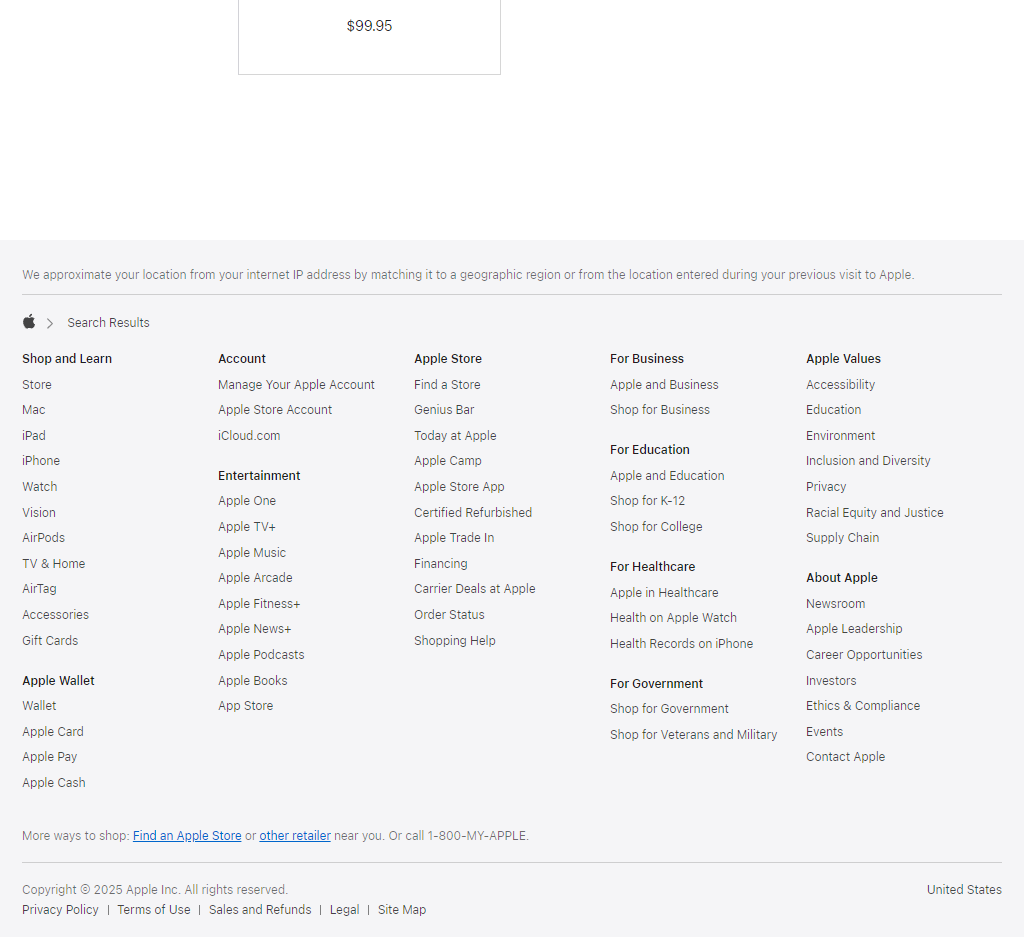 $99.95
We approximate your location from your internet IP address by matching it to a geographic region or from the location entered during your previous visit to Apple.
Search Results
Shop and Learn
Store
Mac
iPad
iPhone
Watch
Vision
AirPods
TV & Home
AirTag
Accessories
Gift Cards
Apple Wallet
Wallet
Apple Card
Apple Pay
Apple Cash
Account
Manage Your Apple Account
Apple Store Account
iCloud.com
Entertainment
Apple One
Apple TV+
Apple Music
Apple Arcade
Apple Fitness+
Apple News+
Apple Podcasts
Apple Books
App Store
Apple Store
Find a Store
Genius Bar
Today at Apple
Apple Camp
Apple Store App
Certified Refurbished
Apple Trade In
Financing
Carrier Deals at Apple
Order Status
Shopping Help
For Business
Apple and Business
Shop for Business
For Education
Apple and Education
Shop for K-12
Shop for College
For Healthcare
Apple in Healthcare
Health on Apple Watch
Health Records on iPhone
For Government
Shop for Government
Shop for Veterans and Military
Apple Values
Accessibility
Education
Environment
Inclusion and Diversity
Privacy
Racial Equity and Justice
Supply Chain
About Apple
Newsroom
Apple Leadership
Career Opportunities
Investors
Ethics & Compliance
Events
Contact Apple
More ways to shop: Find an Apple Store or other retailer near you. Or call 1-800-MY-APPLE.
Copyright © 2025 Apple Inc. All rights reserved.
United States
Privacy Policy | Terms of Use | Sales and Refunds | Legal | Site Map